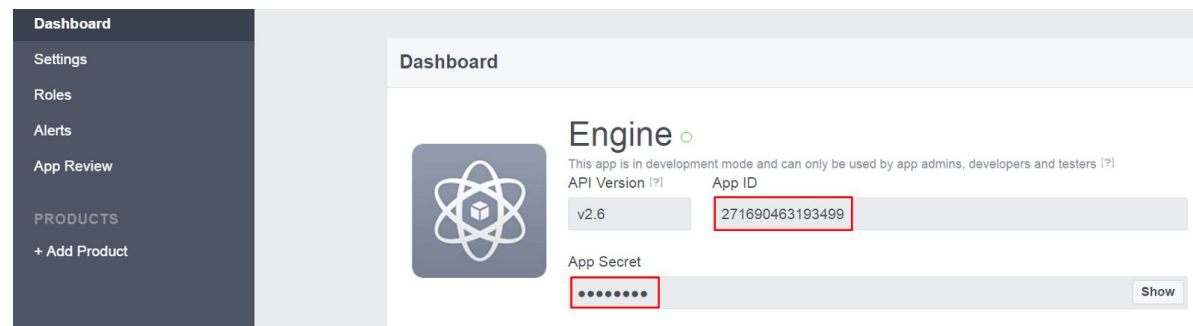 Dashboard
Settings
Roles
Alerts
App Review
PRODUCTS
+ Add Product
Dashboard
Engine
This app is in development mode and can only be used by app admins, developers and testers [?]
API Version [?] App ID
v2.6 271690463193499
App Secret
●●●●●●●● Show